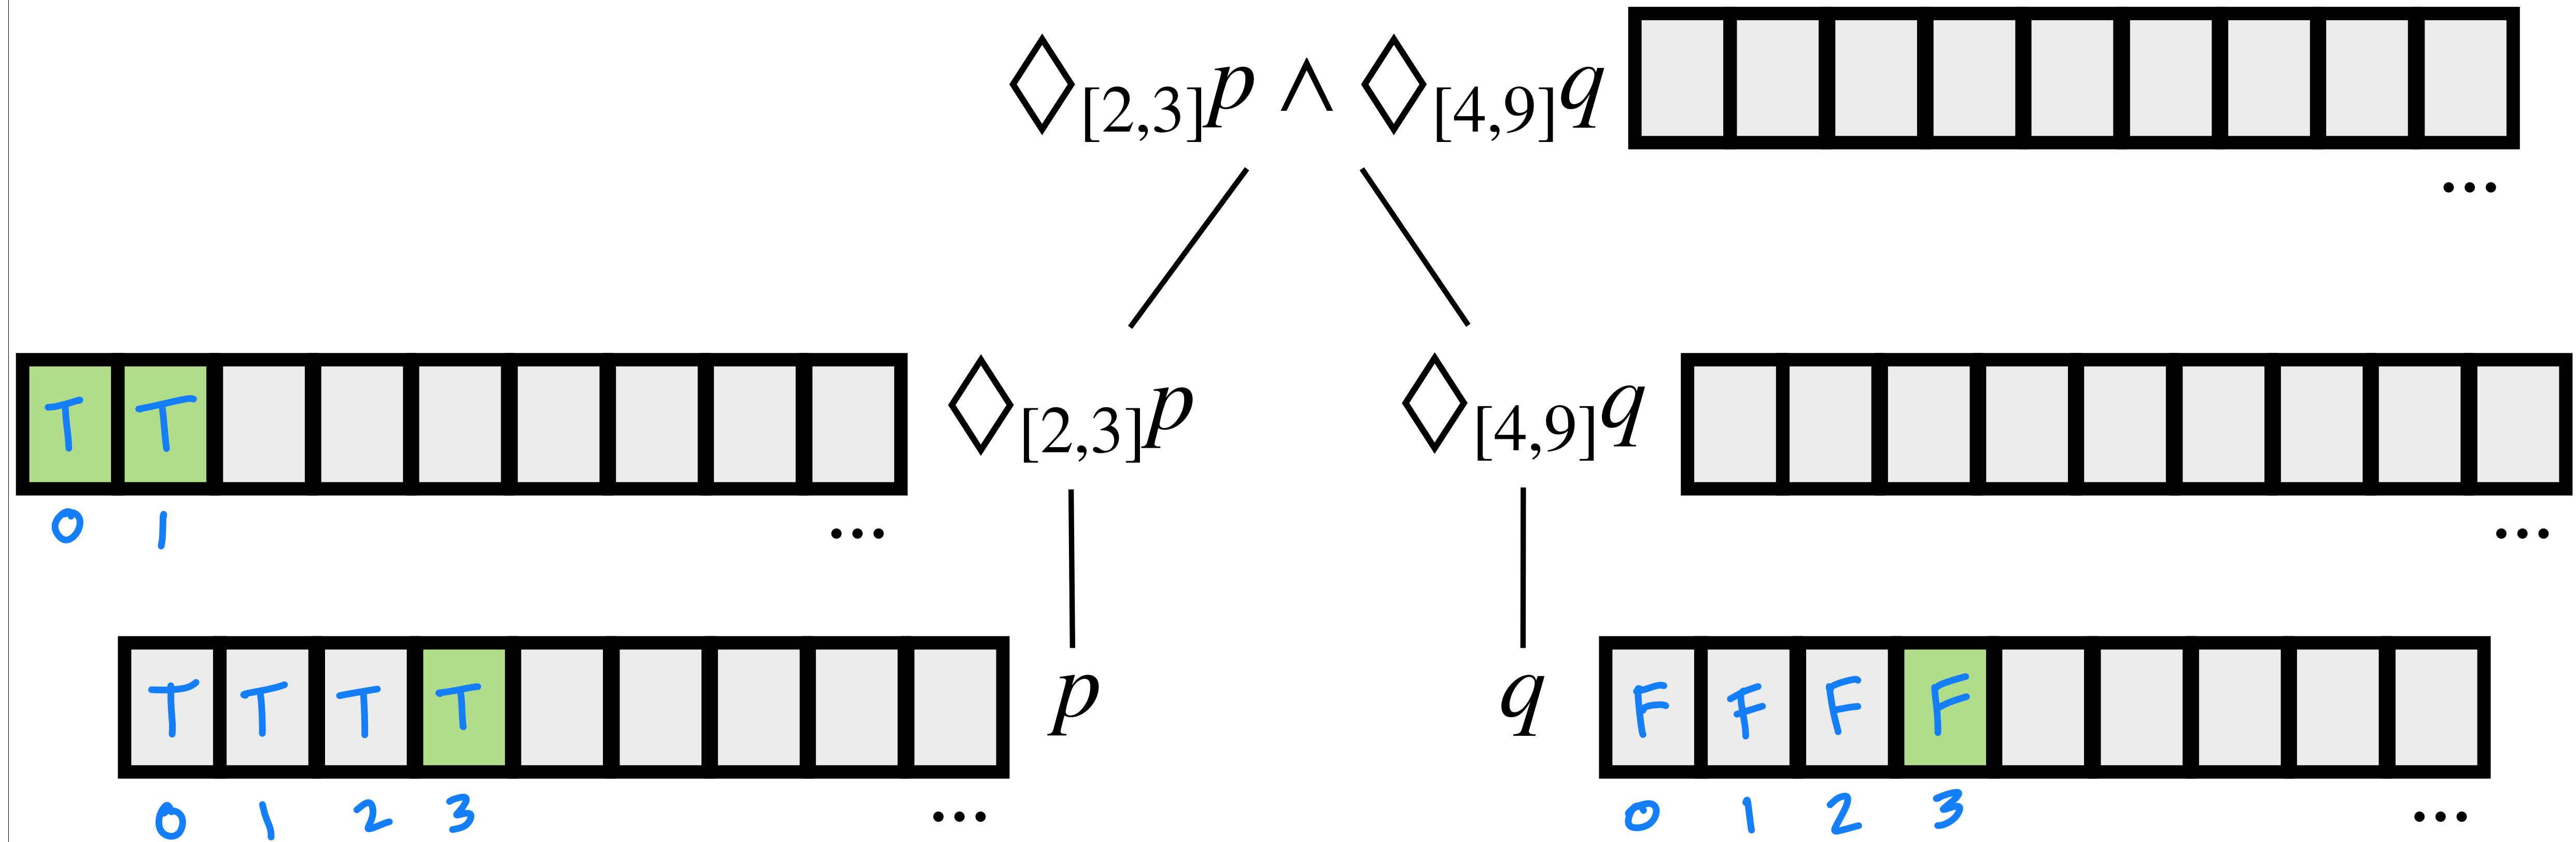 ◊[2,3]p ∧ ◊[4,9]q
...
T T
◊[2,3]p
◊[4,9]q
0 1
...
...
T T T T
p
q
F F F F
0 1 2 3
...
0 1 2 3
...